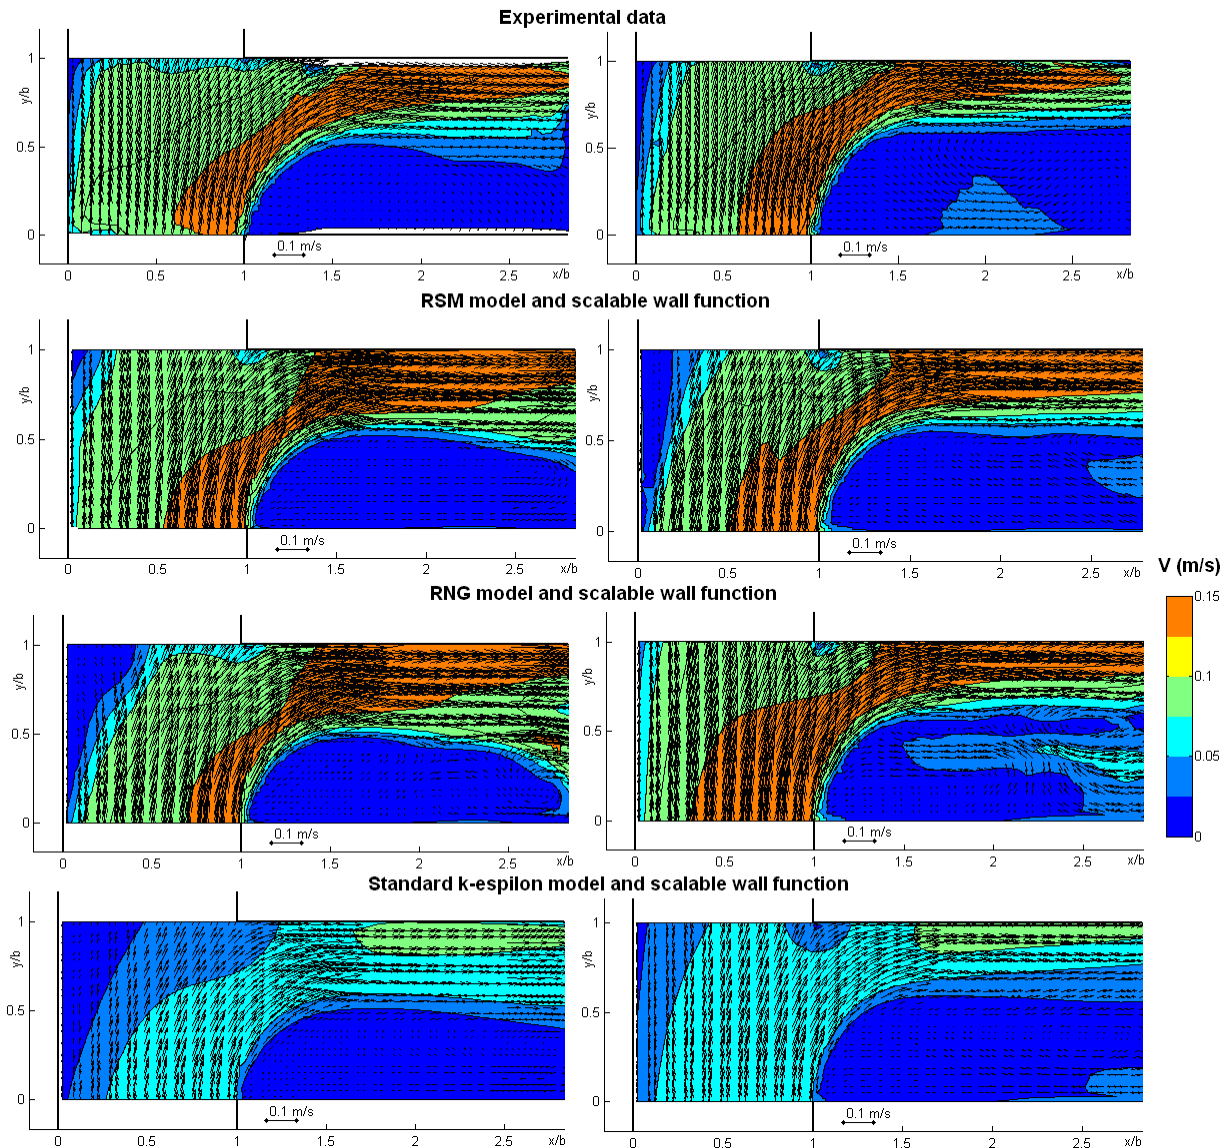 Experimental data
1
0.5
0
y/b
0 0.5 1 1.5 2 2.5 x/b
0.1 m/s
1
0.5
0
y/b
0 0.5 1 1.5 2 2.5 x/b
0.1 m/s
RSM model and scalable wall function
1
0.5
0
y/b
0 0.5 1 1.5 2 2.5 x/b
0.1 m/s
1
0.5
0
y/b
0 0.5 1 1.5 2 2.5 x/b
0.1 m/s
V (m/s)
0.15
0.1
0.05
0
RNG model and scalable wall function
1
0.5
0
y/b
0 0.5 1 1.5 2 2.5 x/b
0.1 m/s
1
0.5
0
y/b
0 0.5 1 1.5 2 2.5 x/b
0.1 m/s
Standard k-espilon model and scalable wall function
1
0.5
0
y/b
0 0.5 1 1.5 2 2.5 x/b
0.1 m/s
1
0.5
0
y/b
0 0.5 1 1.5 2 2.5 x/b
0.1 m/s